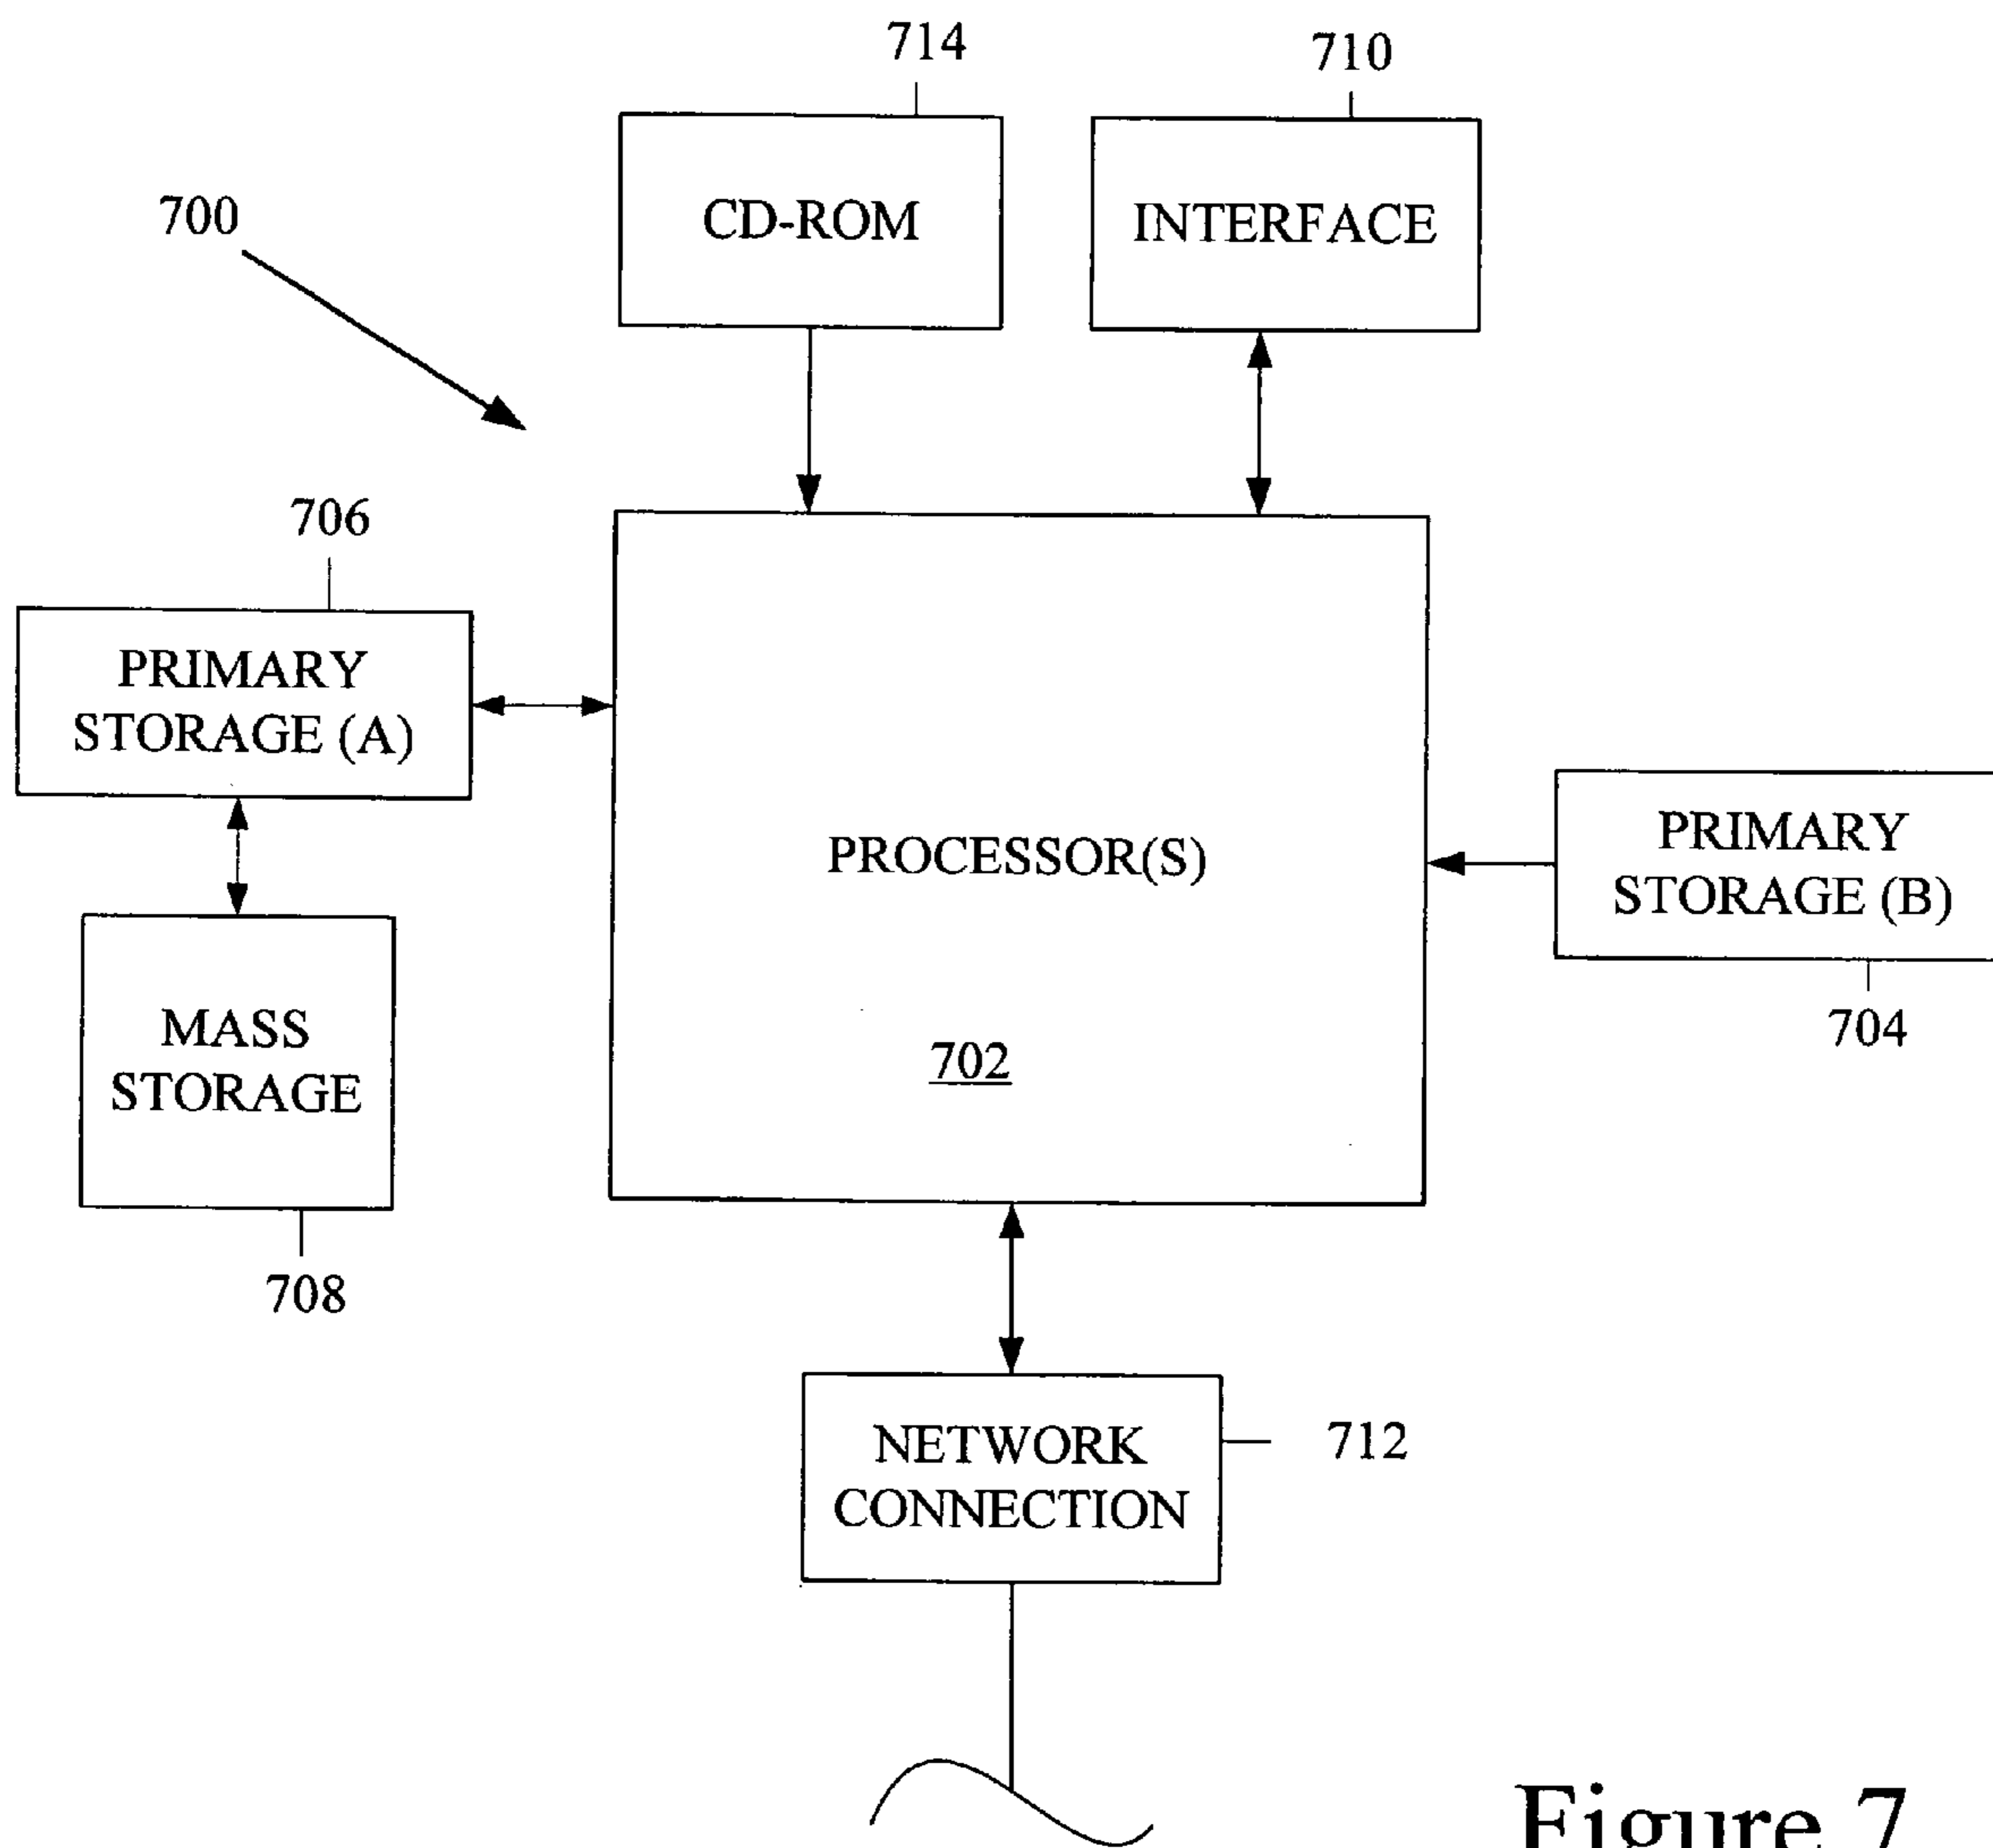 714
710
700
CD-ROM
INTERFACE
706
PRIMARY
STORAGE (A)
PROCESSOR(S)
702
PRIMARY
STORAGE (B)
704
MASS
STORAGE
708
NETWORK
CONNECTION
712
Figure 7